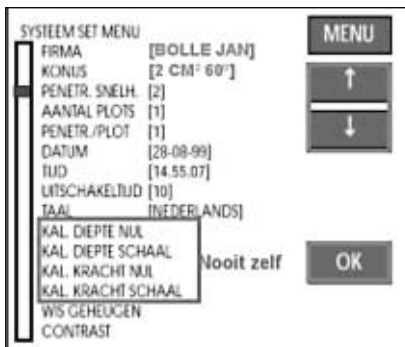 SYSTEEM SET MENU
MENU
FIRMA [BOLLE JAN]
KONUS [2 CM² 60°]
PENETR. SNELH. [2]
↑
AANTAL PLOTS [1]
PENETR./PLOT [1]
↓
DATUM [28-08-99]
TIJD [14.55.07]
UITSCHAKELTIJD [10]
TAAL [NEDERLANDS]
KAL. DIEPTE NUL
KAL. DIEPTE SCHAAL
Nooit zelf
OK
KAL. KRACHT NUL
KAL. KRACHT SCHAAL
WIS GEHEUGEN
CONTRAST